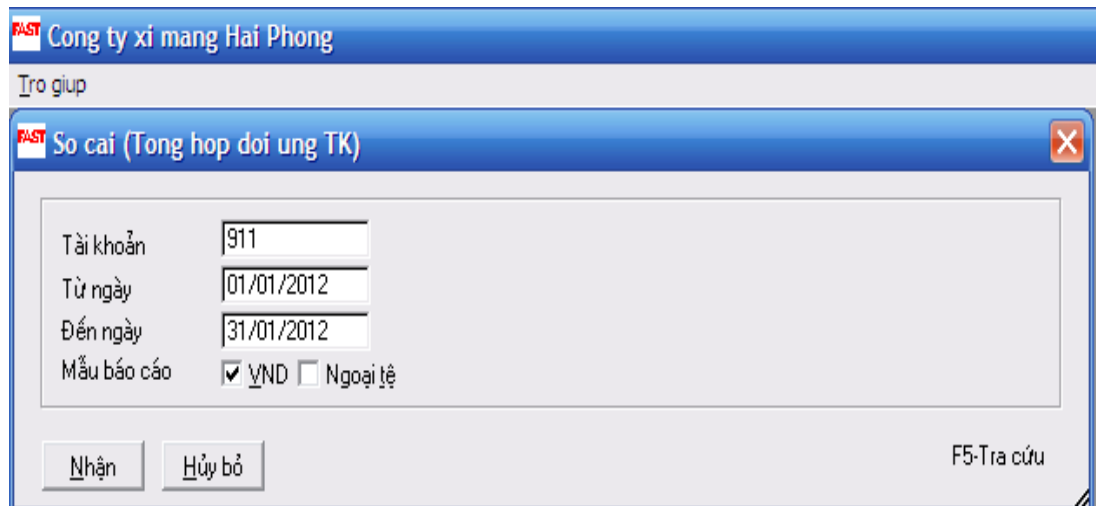 FAST Cong ty xi mang Hai Phong
Tro giup
FAST So cai (Tong hop doi ung TK)
Tài khoản 911
Từ ngày 01/01/2012
Đến ngày 31/01/2012
Mẫu báo cáo VND Ngoại tệ
Nhận Hủy bỏ F5-Tra cứu